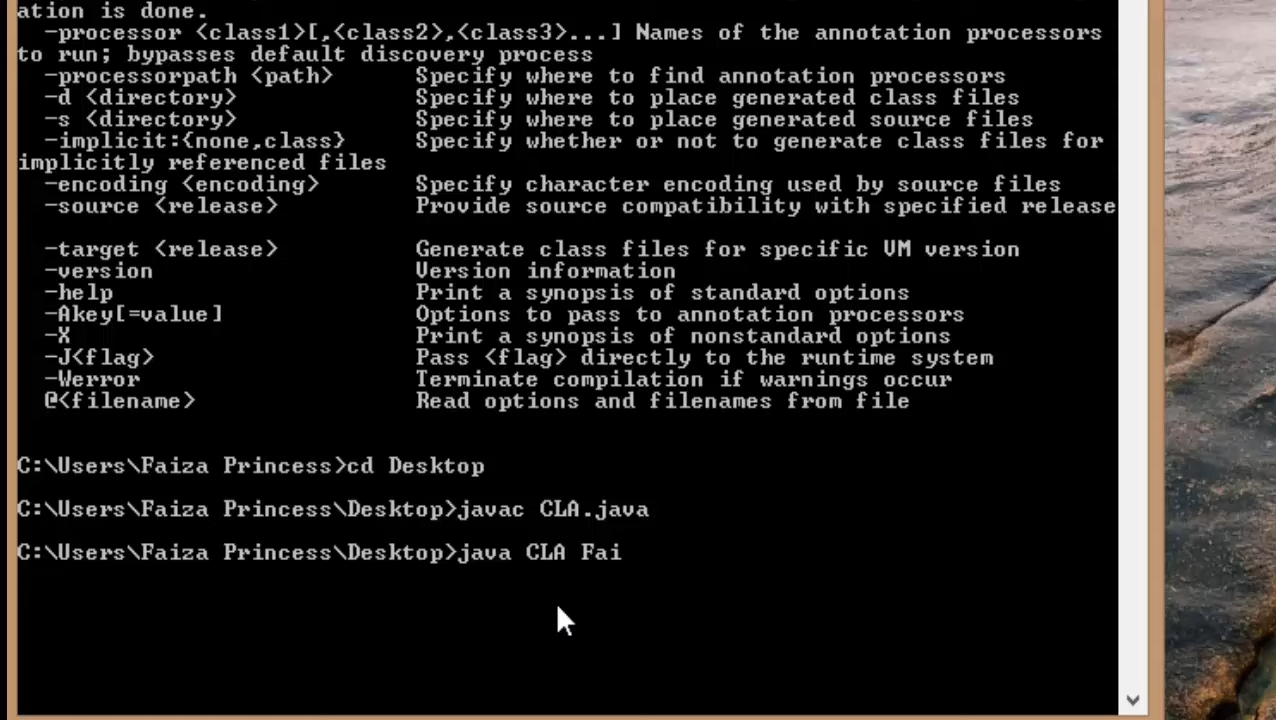 ation is done.
-processor <class1>[,<class2>,<class3>...] Names of the annotation processors
to run; bypasses default discovery process
-processorpath <path> Specify where to find annotation processors
-d <directory> Specify where to place generated class files
-s <directory> Specify where to place generated source files
-implicit:{none,class} Specify whether or not to generate class files for
implicitly referenced files
-encoding <encoding> Specify character encoding used by source files
-source <release> Provide source compatibility with specified release
-target <release> Generate class files for specific VM version
-version Version information
-help Print a synopsis of standard options
-Akey[=value] Options to pass to annotation processors
-X Print a synopsis of nonstandard options
-J<flag> Pass <flag> directly to the runtime system
-Werror Terminate compilation if warnings occur
@<filename> Read options and filenames from file
C:\Users\Faiza Princess>cd Desktop
C:\Users\Faiza Princess\Desktop>javac CLA.java
C:\Users\Faiza Princess\Desktop>java CLA Fai